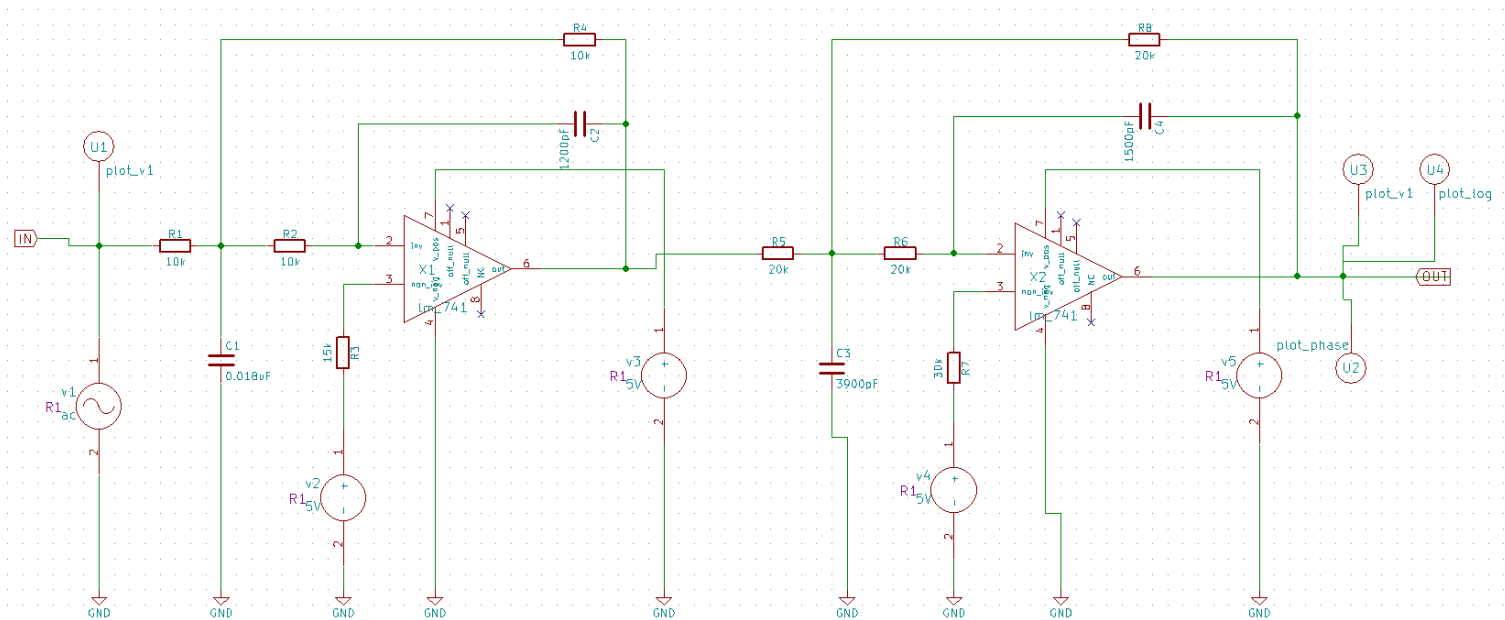 R4
10k
R8
20k
1200pF
C2
1500pF
C4
U1
plot_v1
U3
plot_v1
U4
plot_log
IN
R1
10k
R2
10k
2
inv
3
non_inv
7
v_pos
1
off_null
5
off_null
NC
8
out
6
X1
v_neg
lm_741
4
R5
20k
R6
20k
2
inv
3
non_inv
7
v_pos
1
off_null
5
off_null
NC
8
out
6
X2
v_neg
lm_741
4
OUT
C1
0.018uF
15k
R3
1
v3
R1
5V
+
-
2
C3
3900pF
30k
R7
1
v5
R1
5V
+
-
2
plot_phase
U2
1
v1
R1
ac
2
1
v2
R1
5V
+
-
2
1
v4
R1
5V
+
-
2
GND
GND
GND
GND
GND
GND
GND
GND
GND